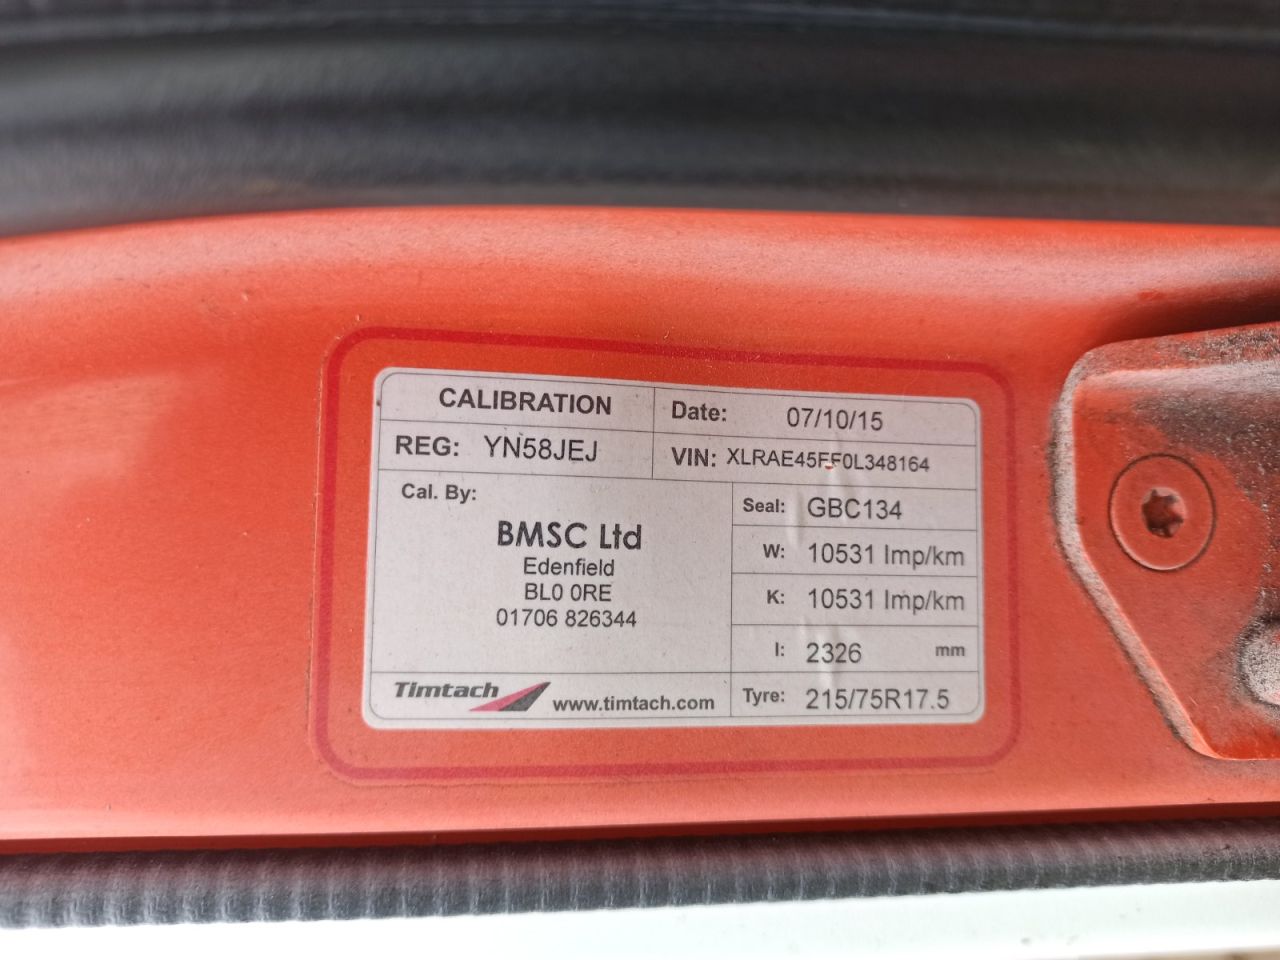 CALIBRATION
Date: 07/10/15
REG: YN58JEJ
VIN: XLRAE45FF0L348164
Cal. By:
BMSC Ltd
Edenfield
BL0 0RE
01706 826344
Seal: GBC134
W: 10531 Imp/km
K: 10531 Imp/km
l: 2326 mm
Tyre: 215/75R17.5
Timtach
www.timtach.com